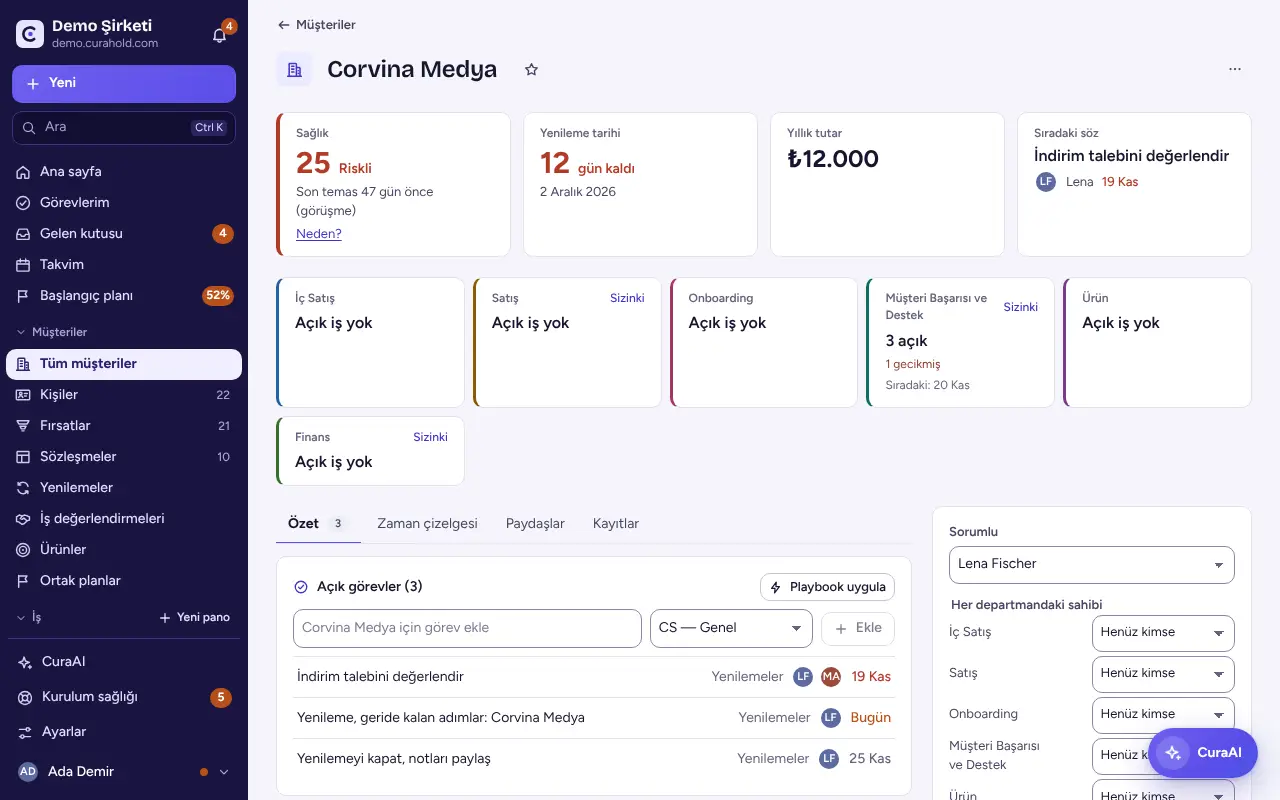 Demo Şirketi
demo.curahold.com
4
Yeni
Ara
Ctrl K
Ana sayfa
Görevlerim
Gelen kutusu 4
Takvim
Başlangıç planı 52%
Müşteriler
Tüm müşteriler
Kişiler 22
Fırsatlar 21
Sözleşmeler 10
Yenilemeler
İş değerlendirmeleri
Ürünler
Ortak planlar
İş + Yeni pano
CuraAI
Kurulum sağlığı 5
Ayarlar
AD Ada Demir
← Müşteriler
Corvina Medya
Sağlık
25 Riskli
Son temas 47 gün önce
(görüşme)
Neden?
Yenileme tarihi
12 gün kaldı
2 Aralık 2026
Yıllık tutar
₺12.000
Sıradaki söz
İndirim talebini değerlendir
LF Lena 19 Kas
İç Satış
Açık iş yok
Satış Sizinki
Açık iş yok
Onboarding
Açık iş yok
Müşteri Başarısı ve
Destek
Sizinki
3 açık
1 gecikmiş
Sıradaki: 20 Kas
Ürün
Açık iş yok
Finans Sizinki
Açık iş yok
Özet 3 Zaman çizelgesi Paydaşlar Kayıtlar
Açık görevler (3)
Playbook uygula
Corvina Medya için görev ekle
CS — Genel
+ Ekle
İndirim talebini değerlendir Yenilemeler LF MA 19 Kas
Yenileme, geride kalan adımlar: Corvina Medya Yenilemeler LF Bugün
Yenilemeyi kapat, notları paylaş Yenilemeler LF 25 Kas
Sorumlu
Lena Fischer
Her departmandaki sahibi
İç Satış Henüz kimse
Satış Henüz kimse
Onboarding Henüz kimse
Müşteri Başarısı
ve Destek
Henüz k
CuraAI
Ürün Henüz kimse